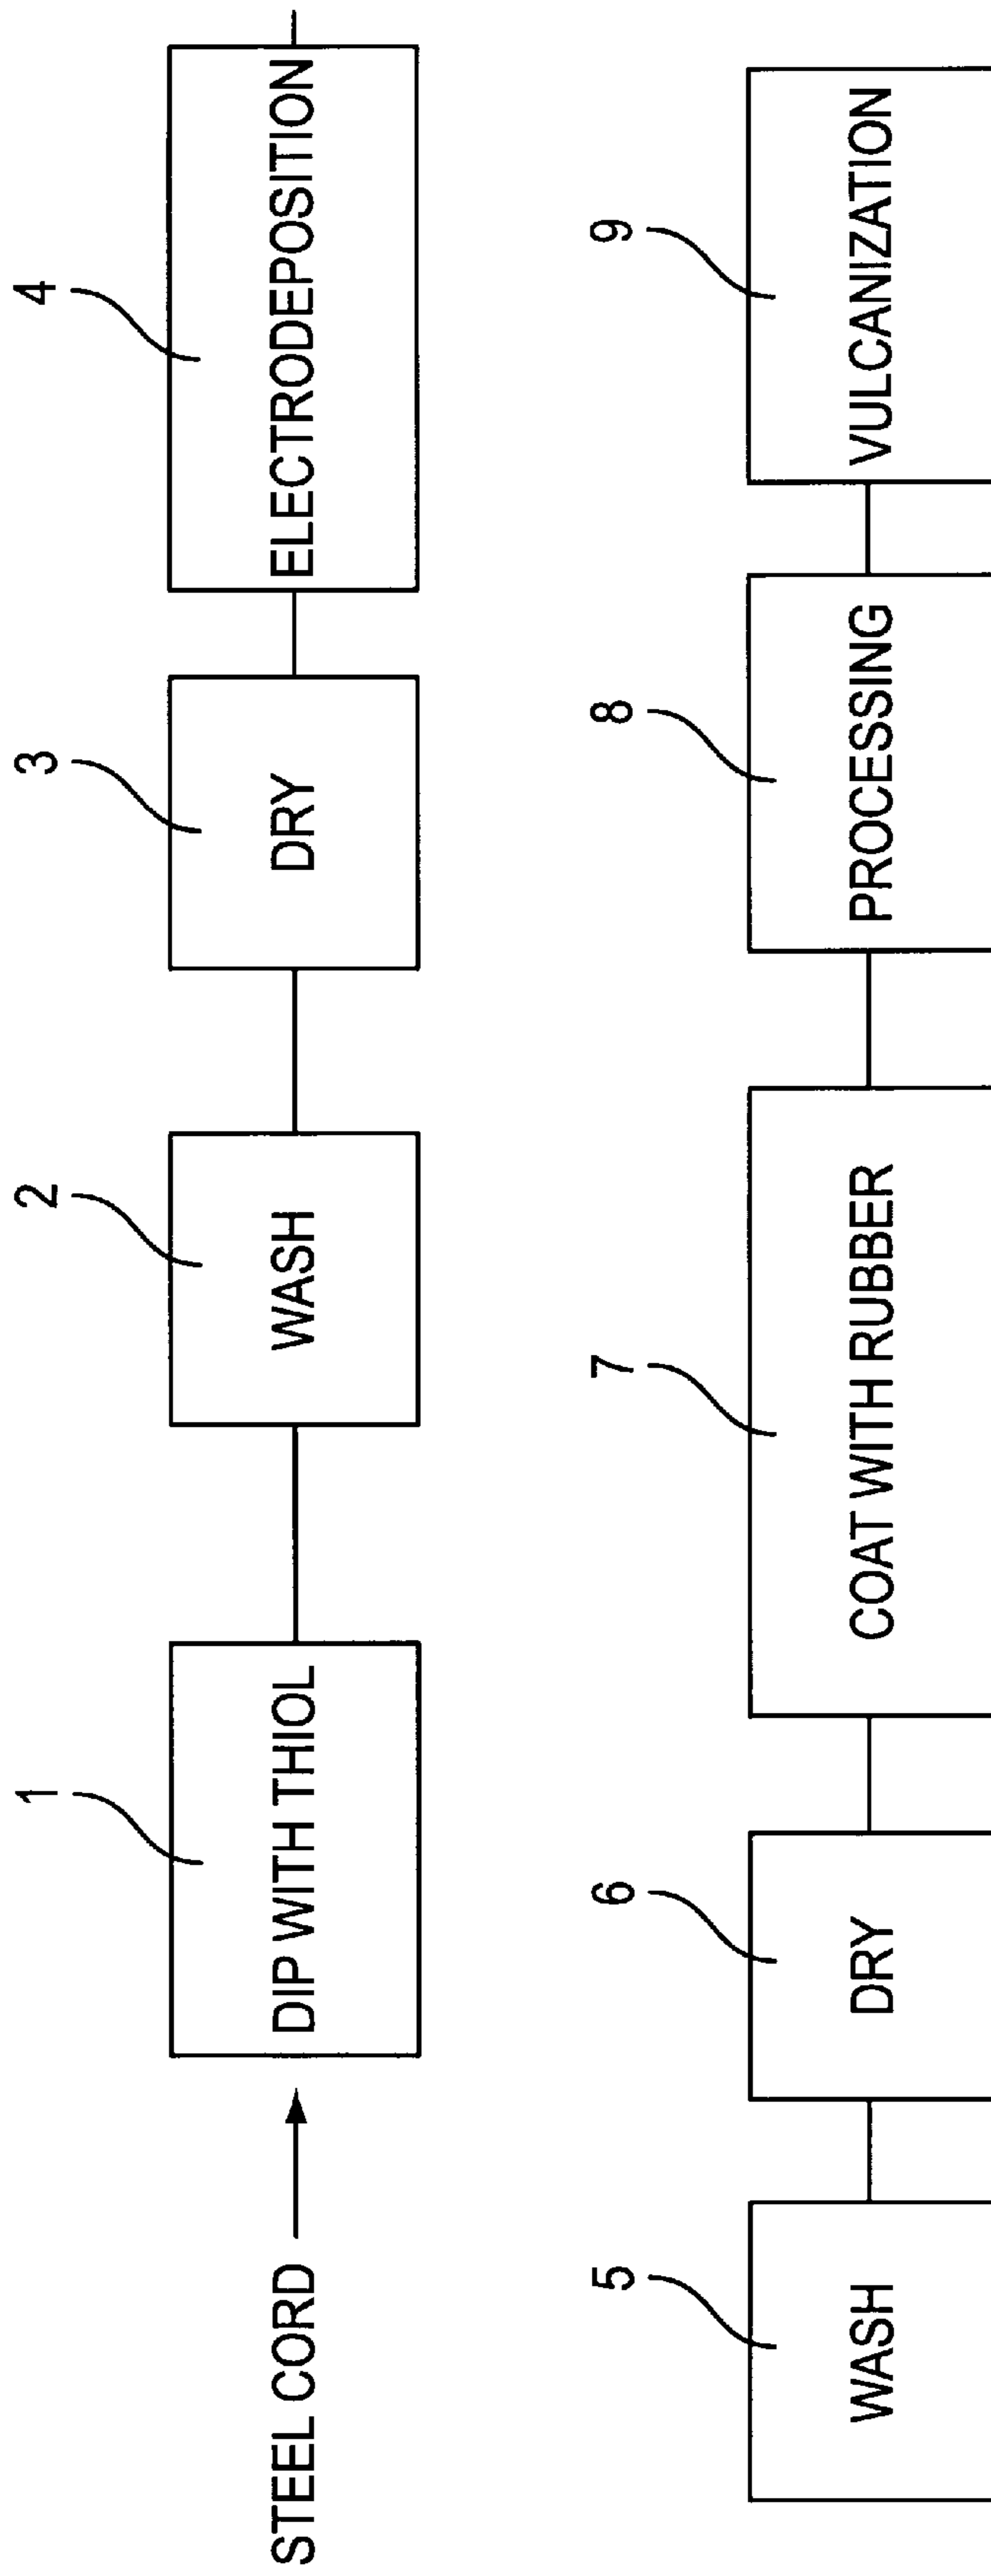 1
2
3
4
STEEL CORD
DIP WITH THIOL
WASH
DRY
ELECTRODEPOSITION
5
6
7
8
9
WASH
DRY
COAT WITH RUBBER
PROCESSING
VULCANIZATION